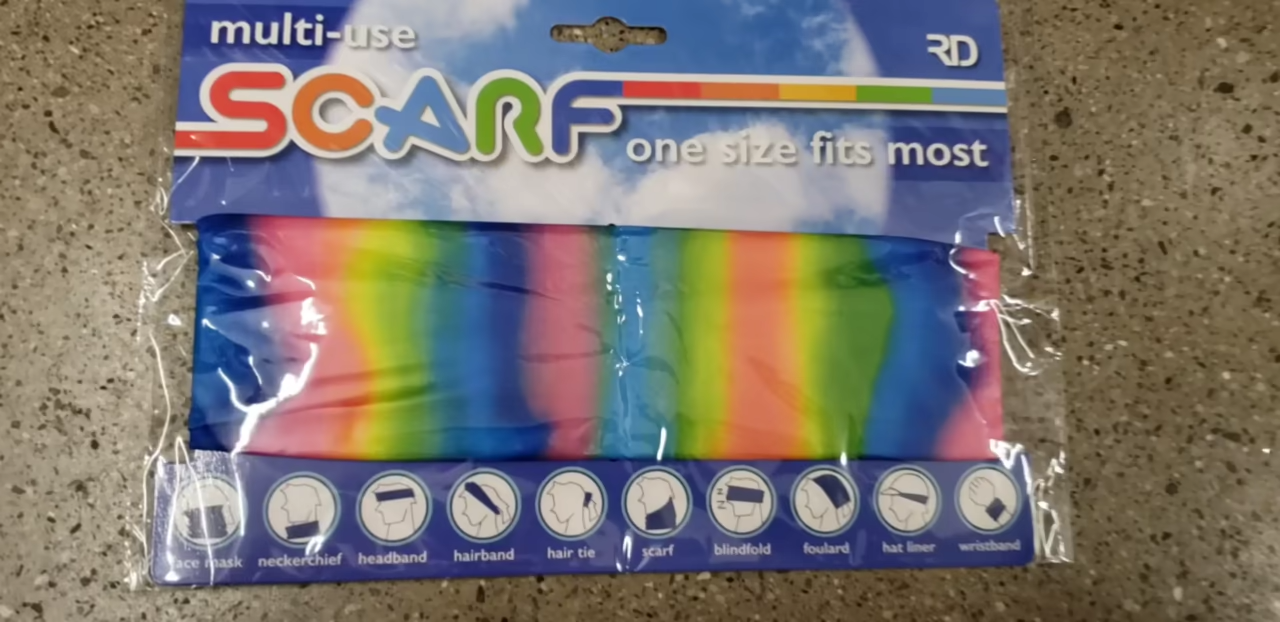 multi-use
RD
SCARF
one size fits most
face mask
neckerchief
headband
hairband
hair tie
scarf
blindfold
foulard
hat liner
wristband